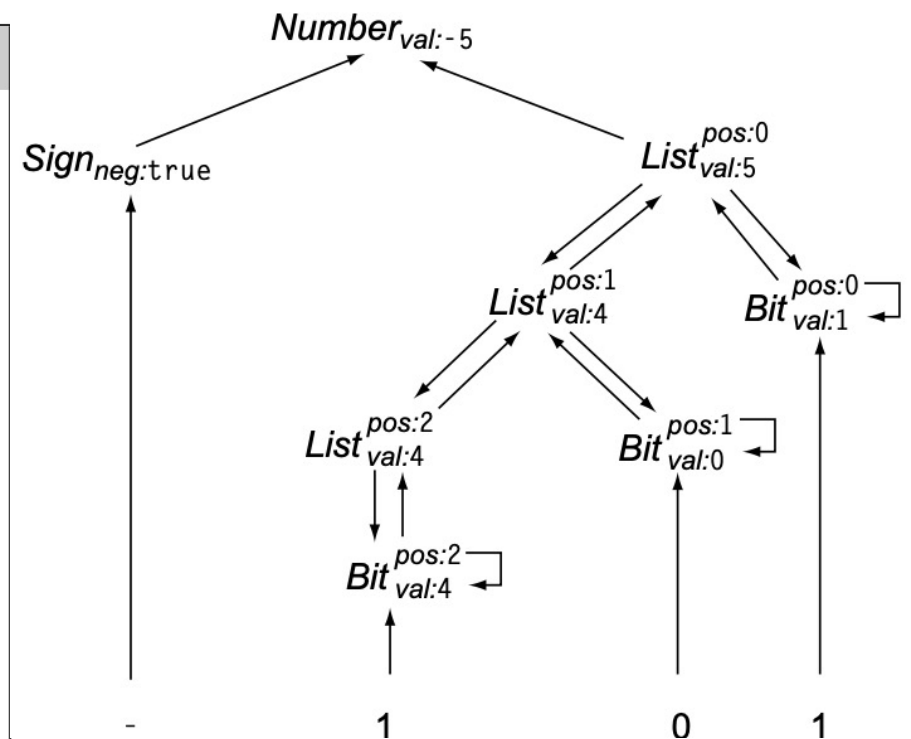 Number val:-5
Sign neg:true
List pos:0 val:5
List pos:1 val:4
Bit pos:0 val:1
List pos:2 val:4
Bit pos:1 val:0
Bit pos:2 val:4
- 1 0 1